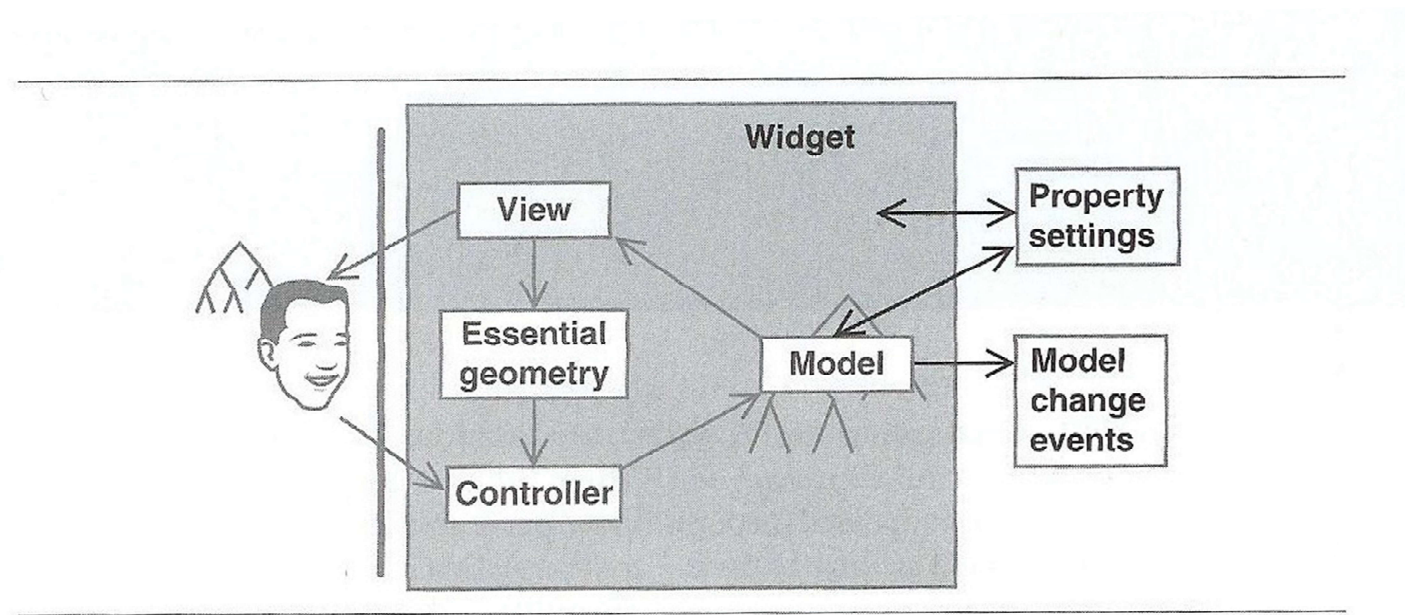 Widget
View
Property
settings
Essential
geometry
Model
Model
change
events
Controller